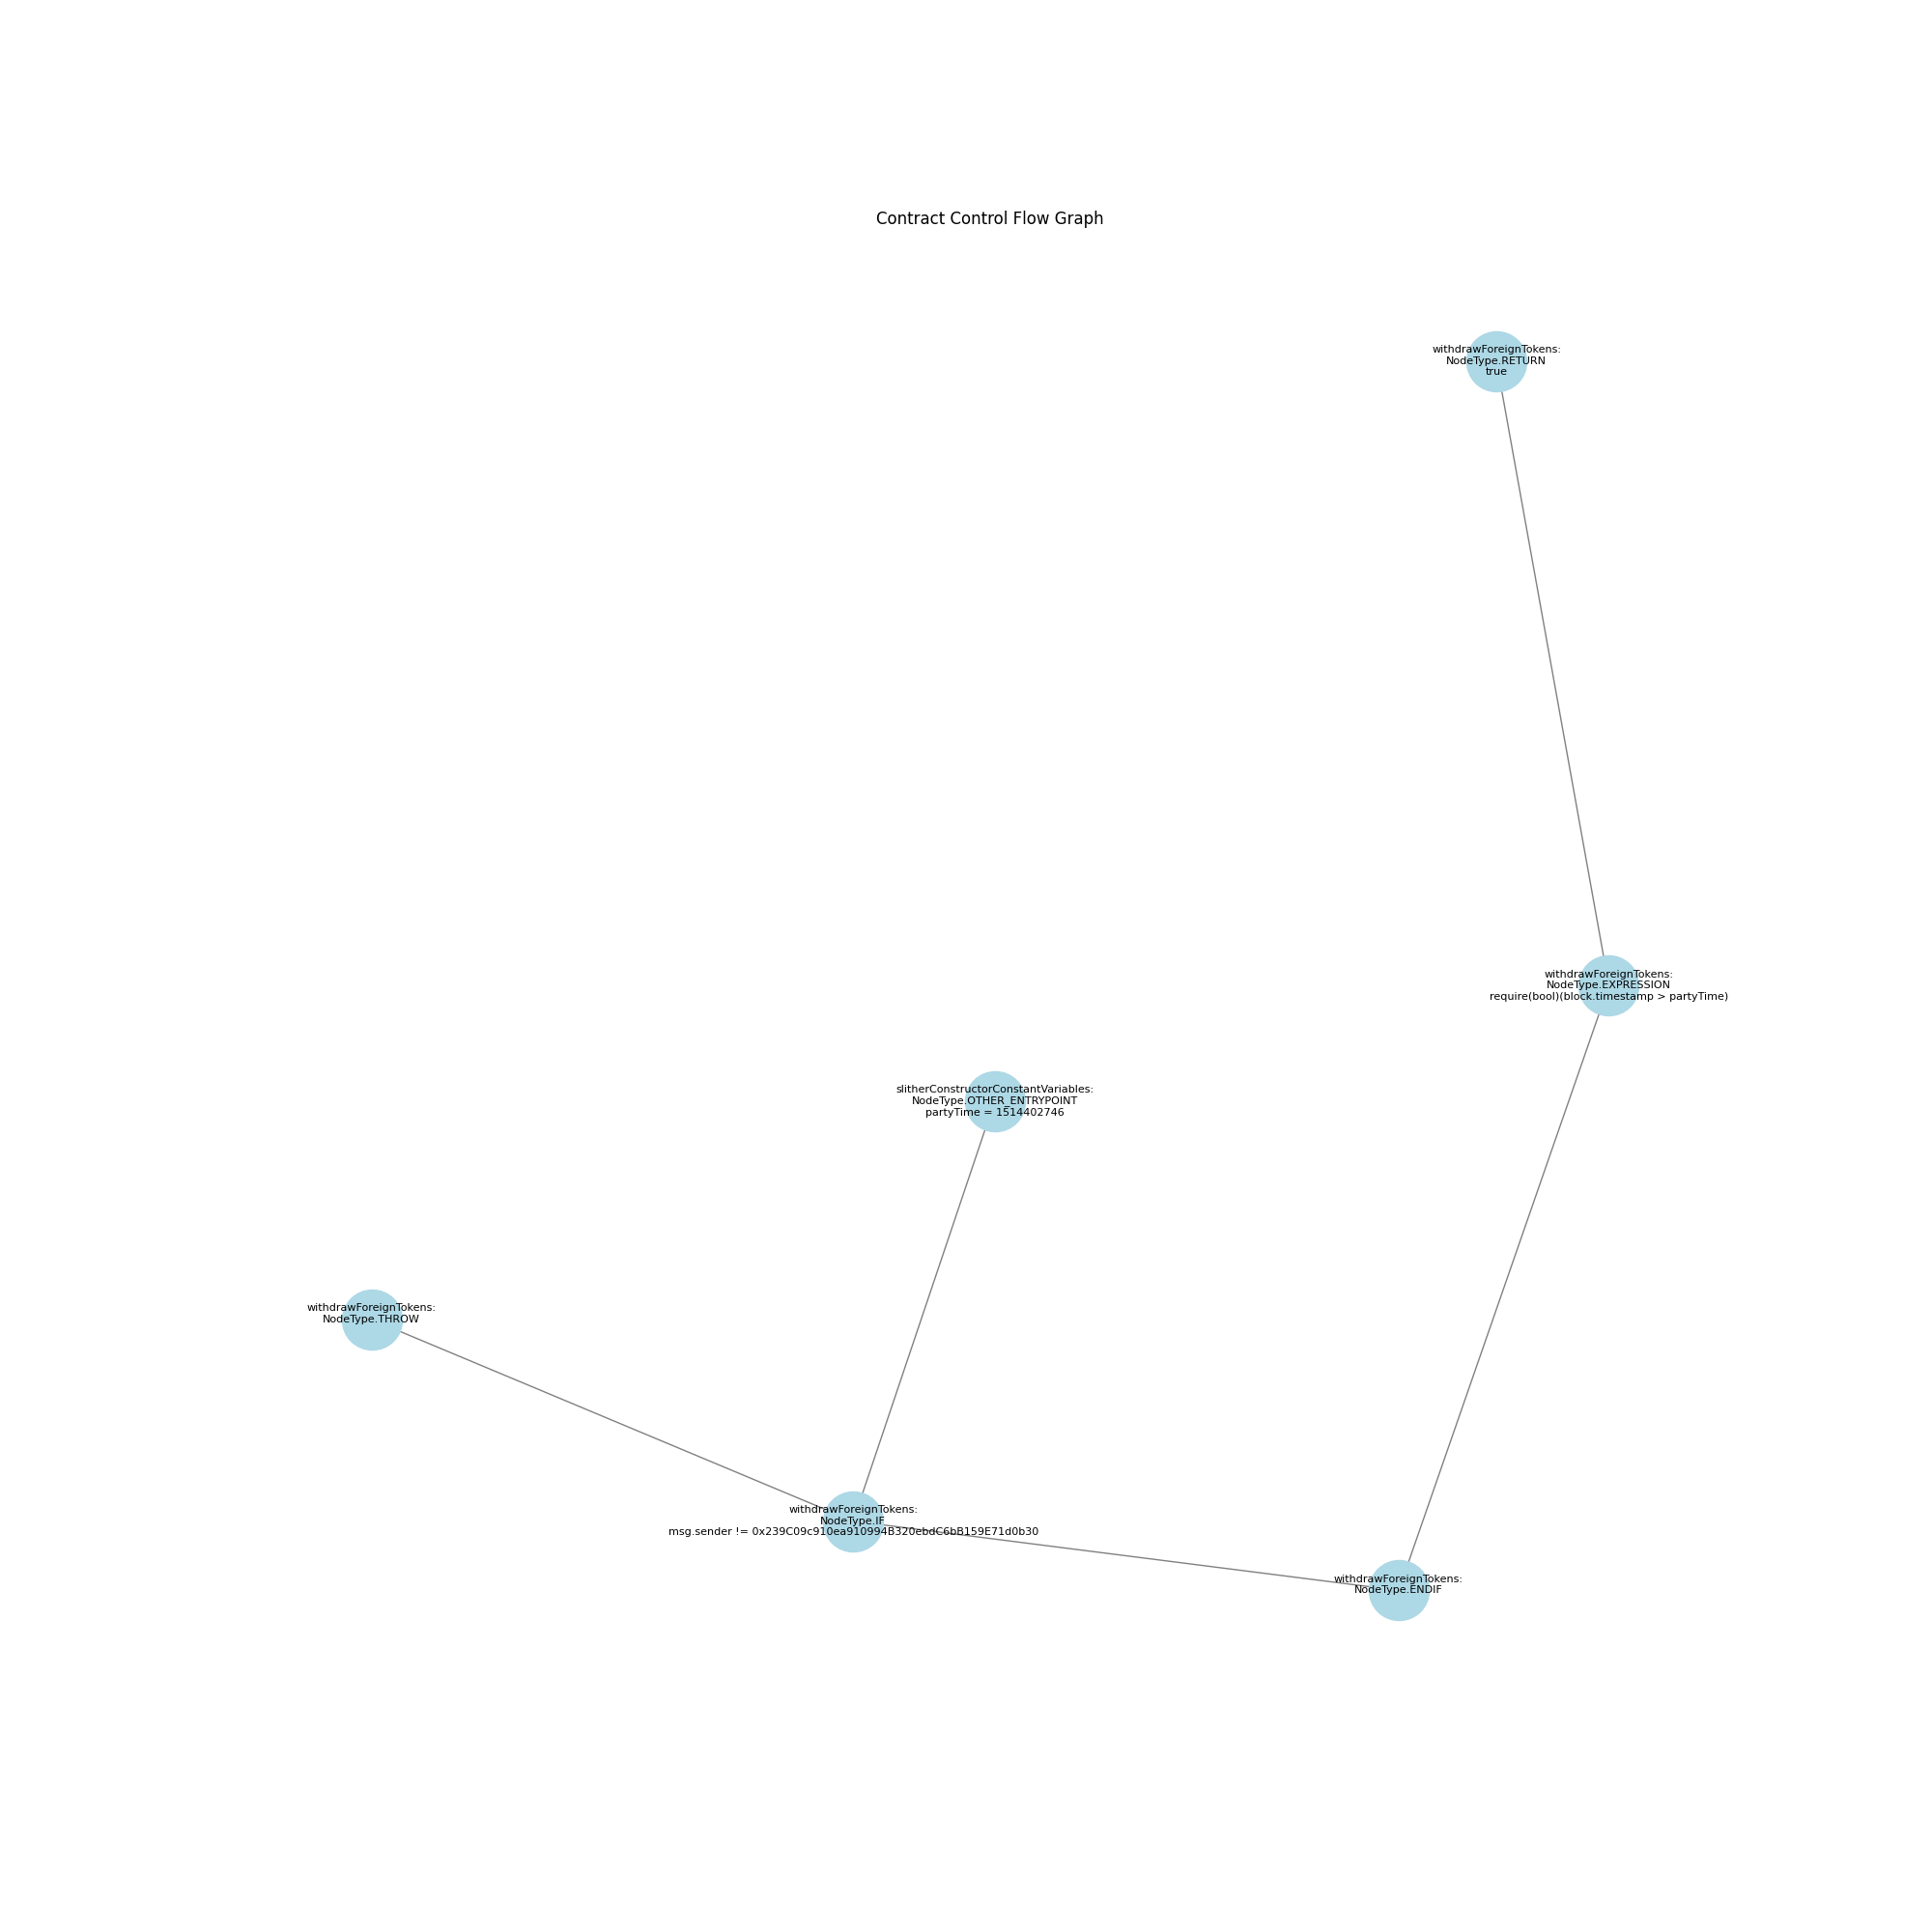 Contract Control Flow Graph
withdrawForeignTokens:
NodeType.RETURN
true
withdrawForeignTokens:
NodeType.EXPRESSION
require(bool)(block.timestamp > partyTime)
slitherConstructorConstantVariables:
NodeType.OTHER_ENTRYPOINT
partyTime = 1514402746
withdrawForeignTokens:
NodeType.THROW
withdrawForeignTokens:
NodeType.IF
msg.sender != 0x239C09c910ea910994B320ebdC6bB159E71d0b30
withdrawForeignTokens:
NodeType.ENDIF